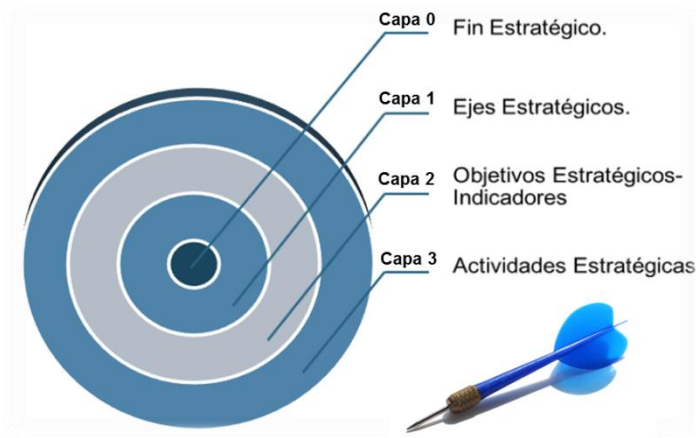 Capa 0
Fin Estratégico.
Capa 1
Ejes Estratégicos.
Capa 2
Objetivos Estratégicos-
Indicadores
Capa 3
Actividades Estratégicas